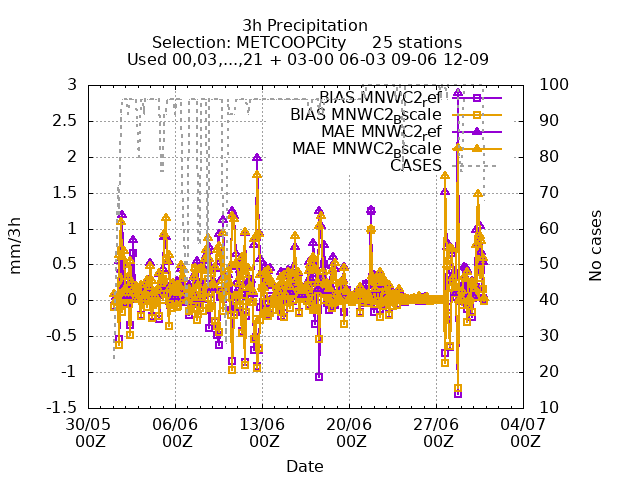 3h Precipitation
Selection: METCOOPCity     25 stations
Used 00,03,...,21 + 03-00 06-03 09-06 12-09
BIAS MNWC2_ref
BIAS MNWC2_Bscale
MAE MNWC2_ref
MAE MNWC2_Bscale
CASES
3
2.5
2
1.5
1
0.5
0
-0.5
-1
-1.5
mm/3h
100
90
80
70
60
50
40
30
20
10
No cases
30/05 06/06 13/06 20/06 27/06 04/07
00Z 00Z 00Z 00Z 00Z 00Z
Date